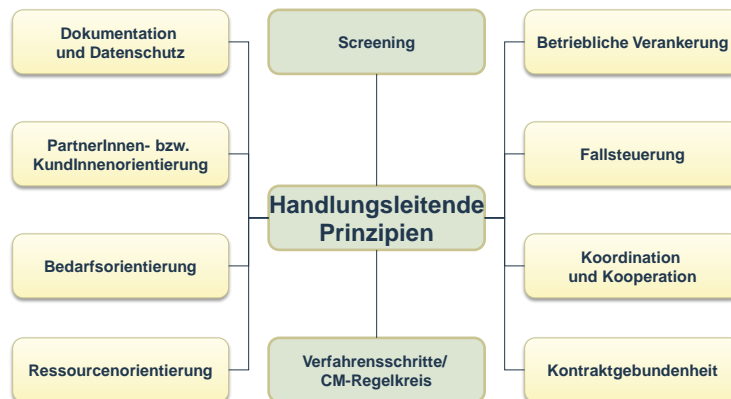 Dokumentation
und Datenschutz
PartnerInnen- bzw.
KundInnenorientierung
Bedarfsorientierung
Ressourcenorientierung
Screening
Handlungsleitende
Prinzipien
Verfahrensschritte/
CM-Regelkreis
Betriebliche Verankerung
Fallsteuerung
Koordination
und Kooperation
Kontraktgebundenheit